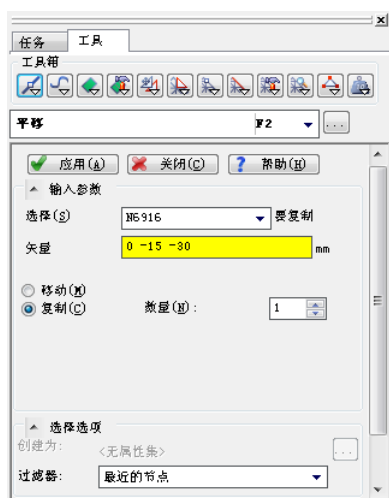 任务 工具
工具箱
平移 F2 ...
应用(A) 关闭(C) ? 帮助(H)
输入参数
选择(S) N6916 要复制
矢量 0 -15 -30 mm
移动(M)
复制(C) 数量(N): 1
选择选项
创建为: <无属性集> ...
过滤器: 最近的节点